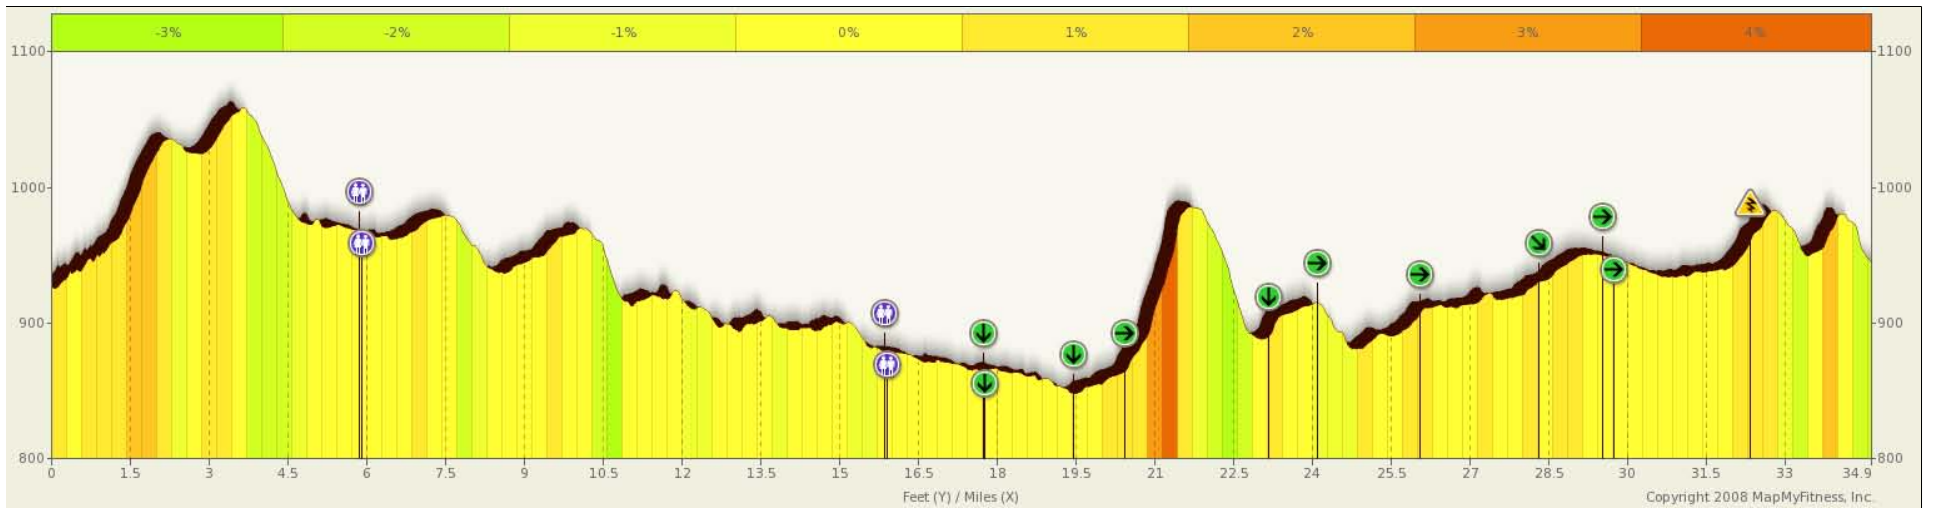 -3% -2% -1% 0% 1% 2% 3% 4%
1100 1100
1000 1000
900 900
800 800
0 1.5 3 4.5 6 7.5 9 10.5 12 13.5 15 16.5 18 19.5 21 22.5 24 25.5 27 28.5 30 31.5 33 34.9
Feet (Y) / Miles (X) Copyright 2008 MapMyFitness, Inc.